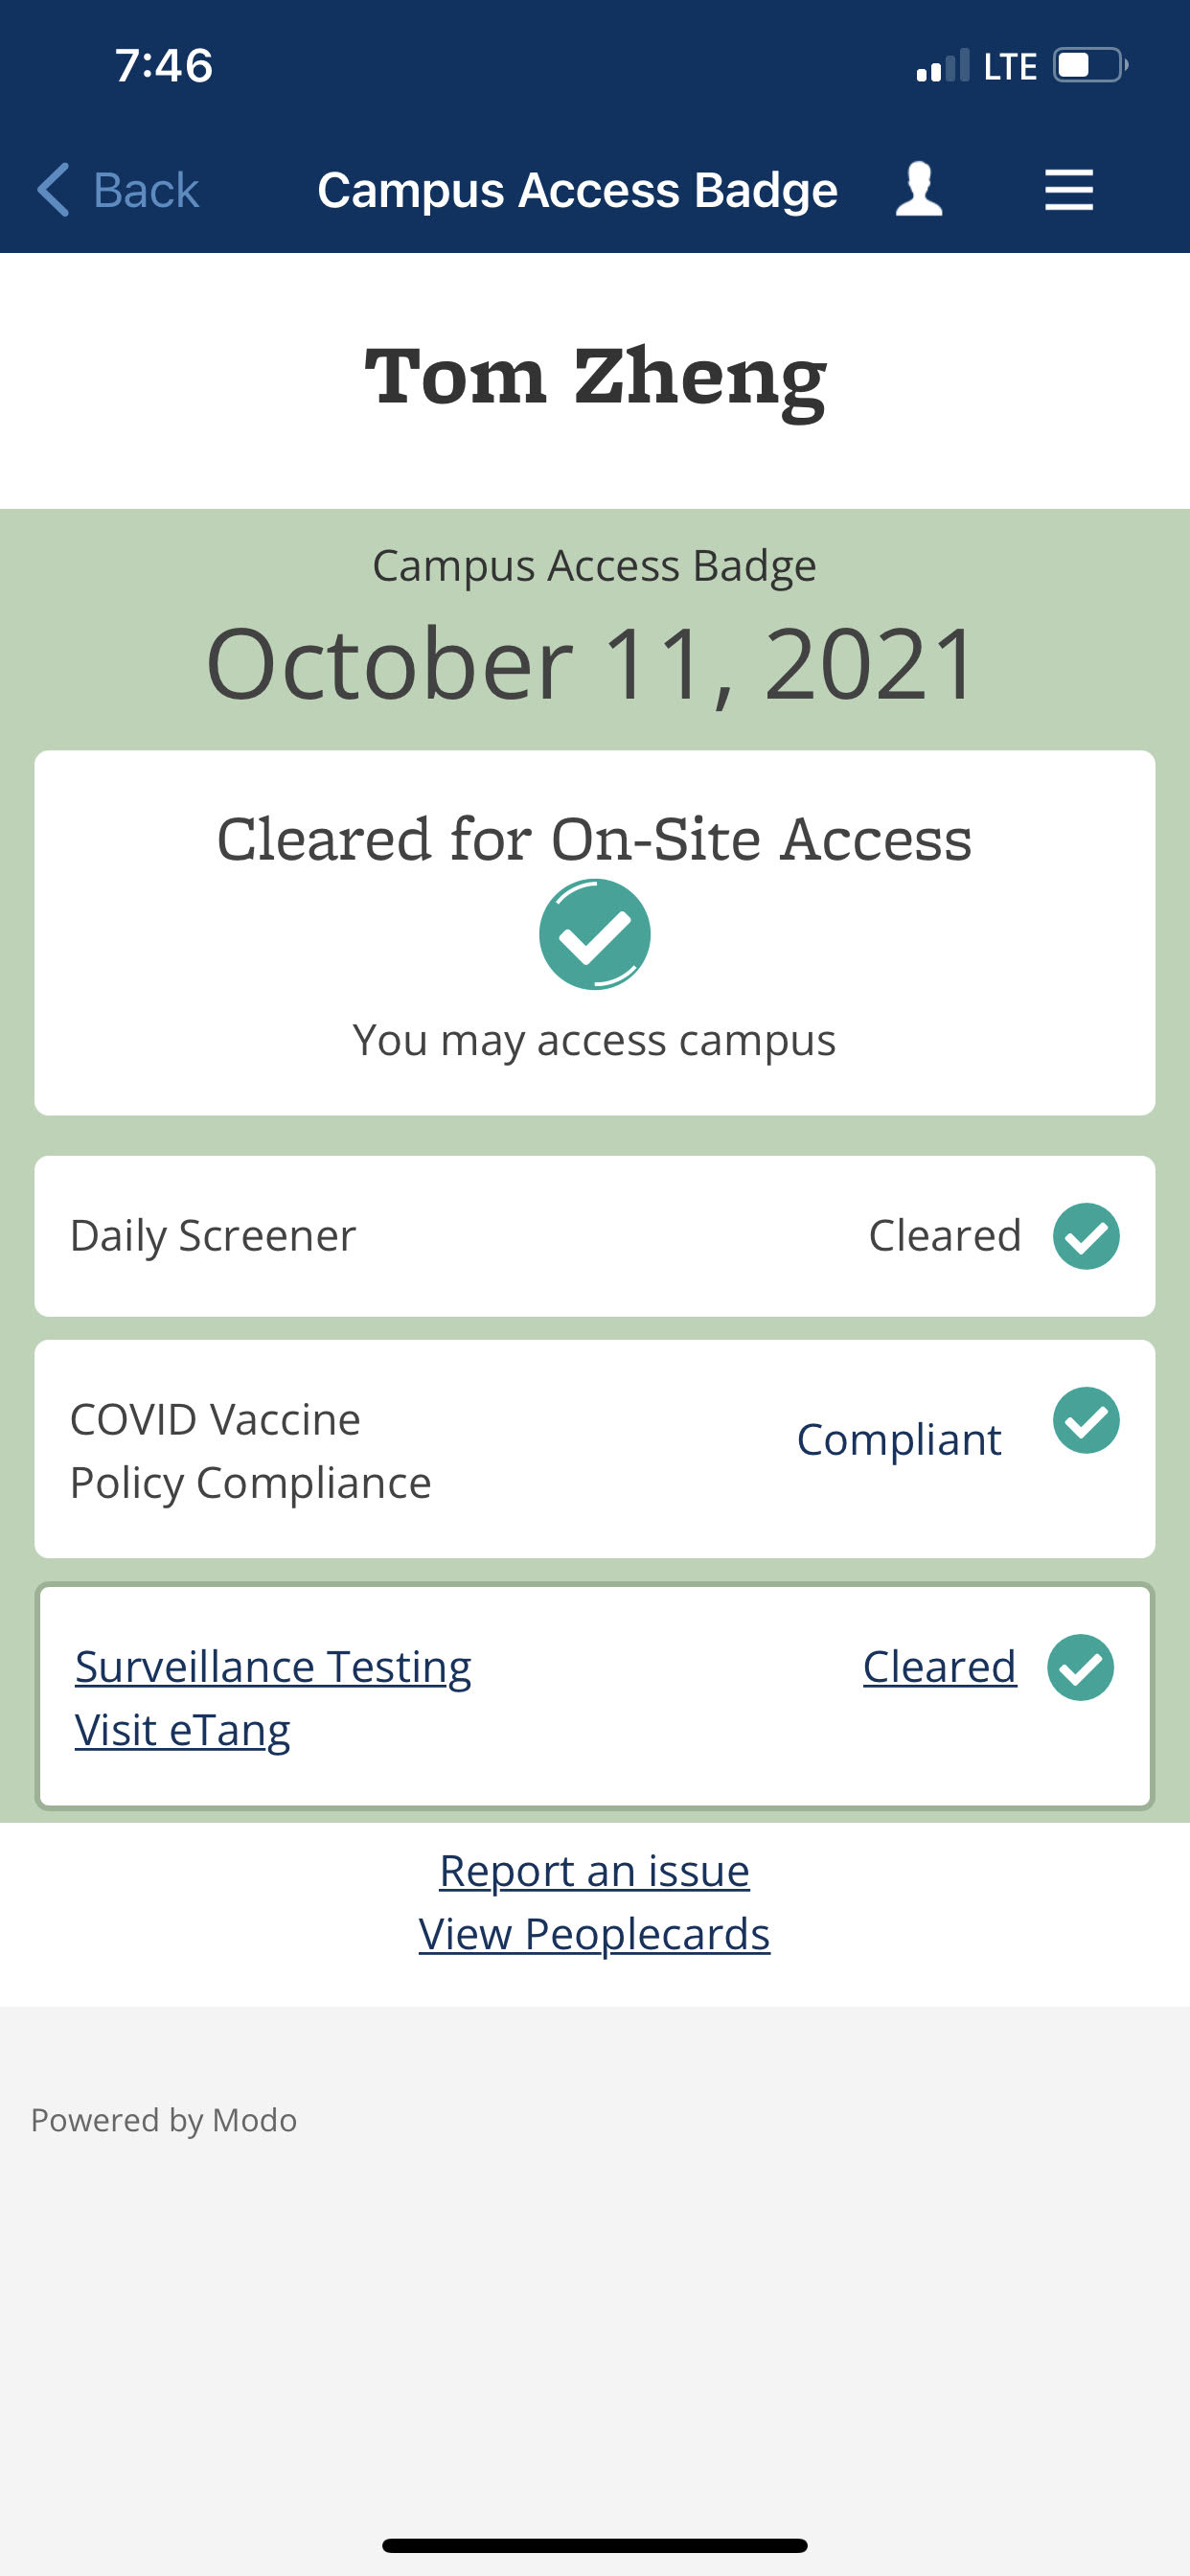 7:46 LTE
Back Campus Access Badge
Tom Zheng
Campus Access Badge
October 11, 2021
Cleared for On-Site Access
You may access campus
Daily Screener Cleared
COVID Vaccine
Policy Compliance Compliant
Surveillance Testing Cleared
Visit eTang
Report an issue
View Peoplecards
Powered by Modo